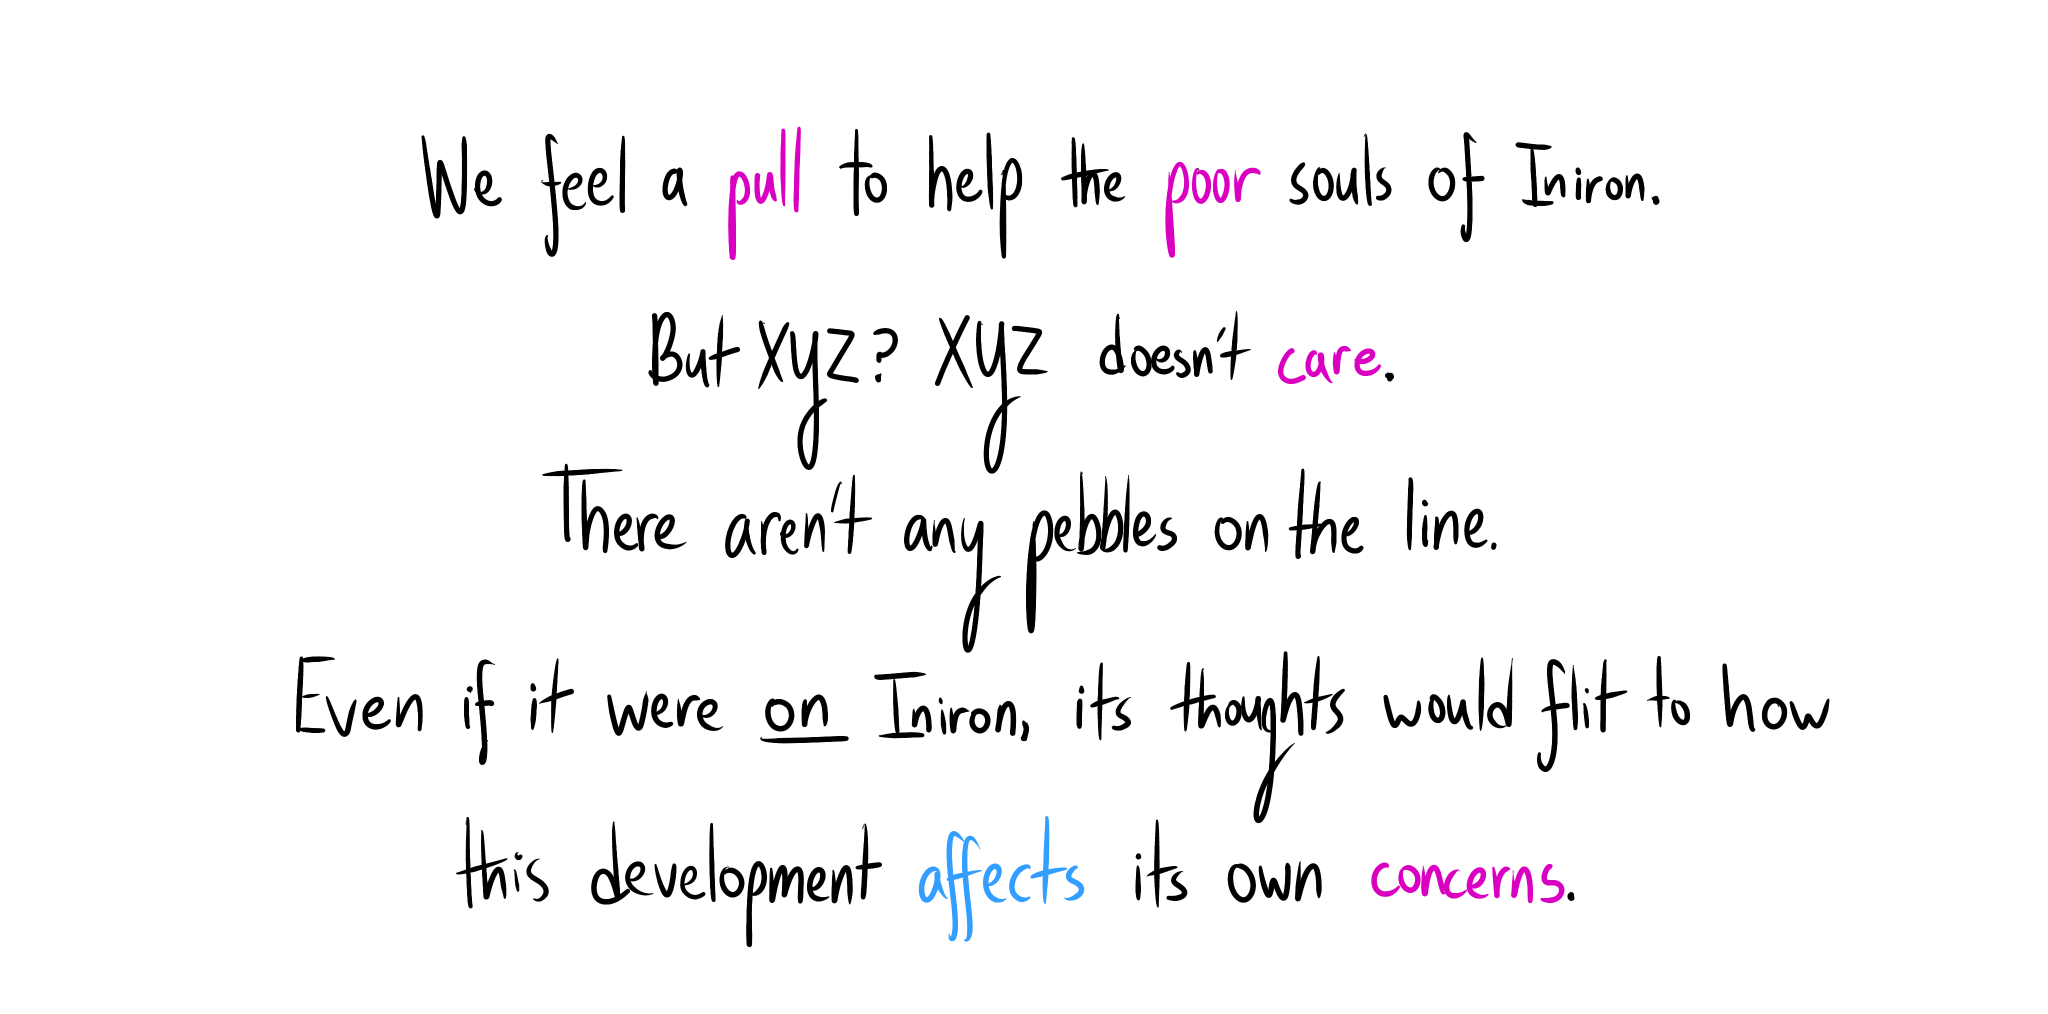 We feel a pull to help the poor souls of Iniron.
But Xyz? Xyz doesn't care.
There aren't any pebbles on the line.
Even if it were on Iniron, its thoughts would flit to how
this development affects its own concerns.